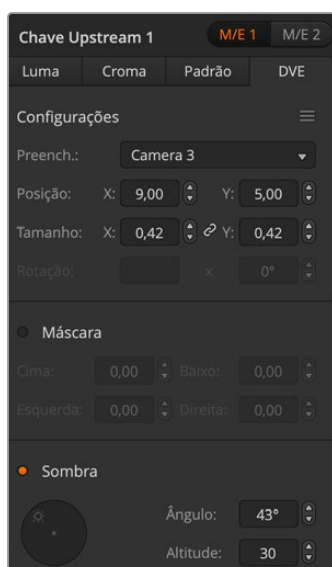 Chave Upstream 1 M/E 1 M/E 2
Luma Croma Padrão DVE
Configurações
Preench.: Camera 3
Posição: X: 9,00 Y: 5,00
Tamanho: X: 0,42 Y: 0,42
Rotação: x 0°
Máscara
Cima: 0,00 Baixo: 0,00
Esquerda: 0,00 Direita: 0,00
Sombra
Ângulo: 43°
Altitude: 30